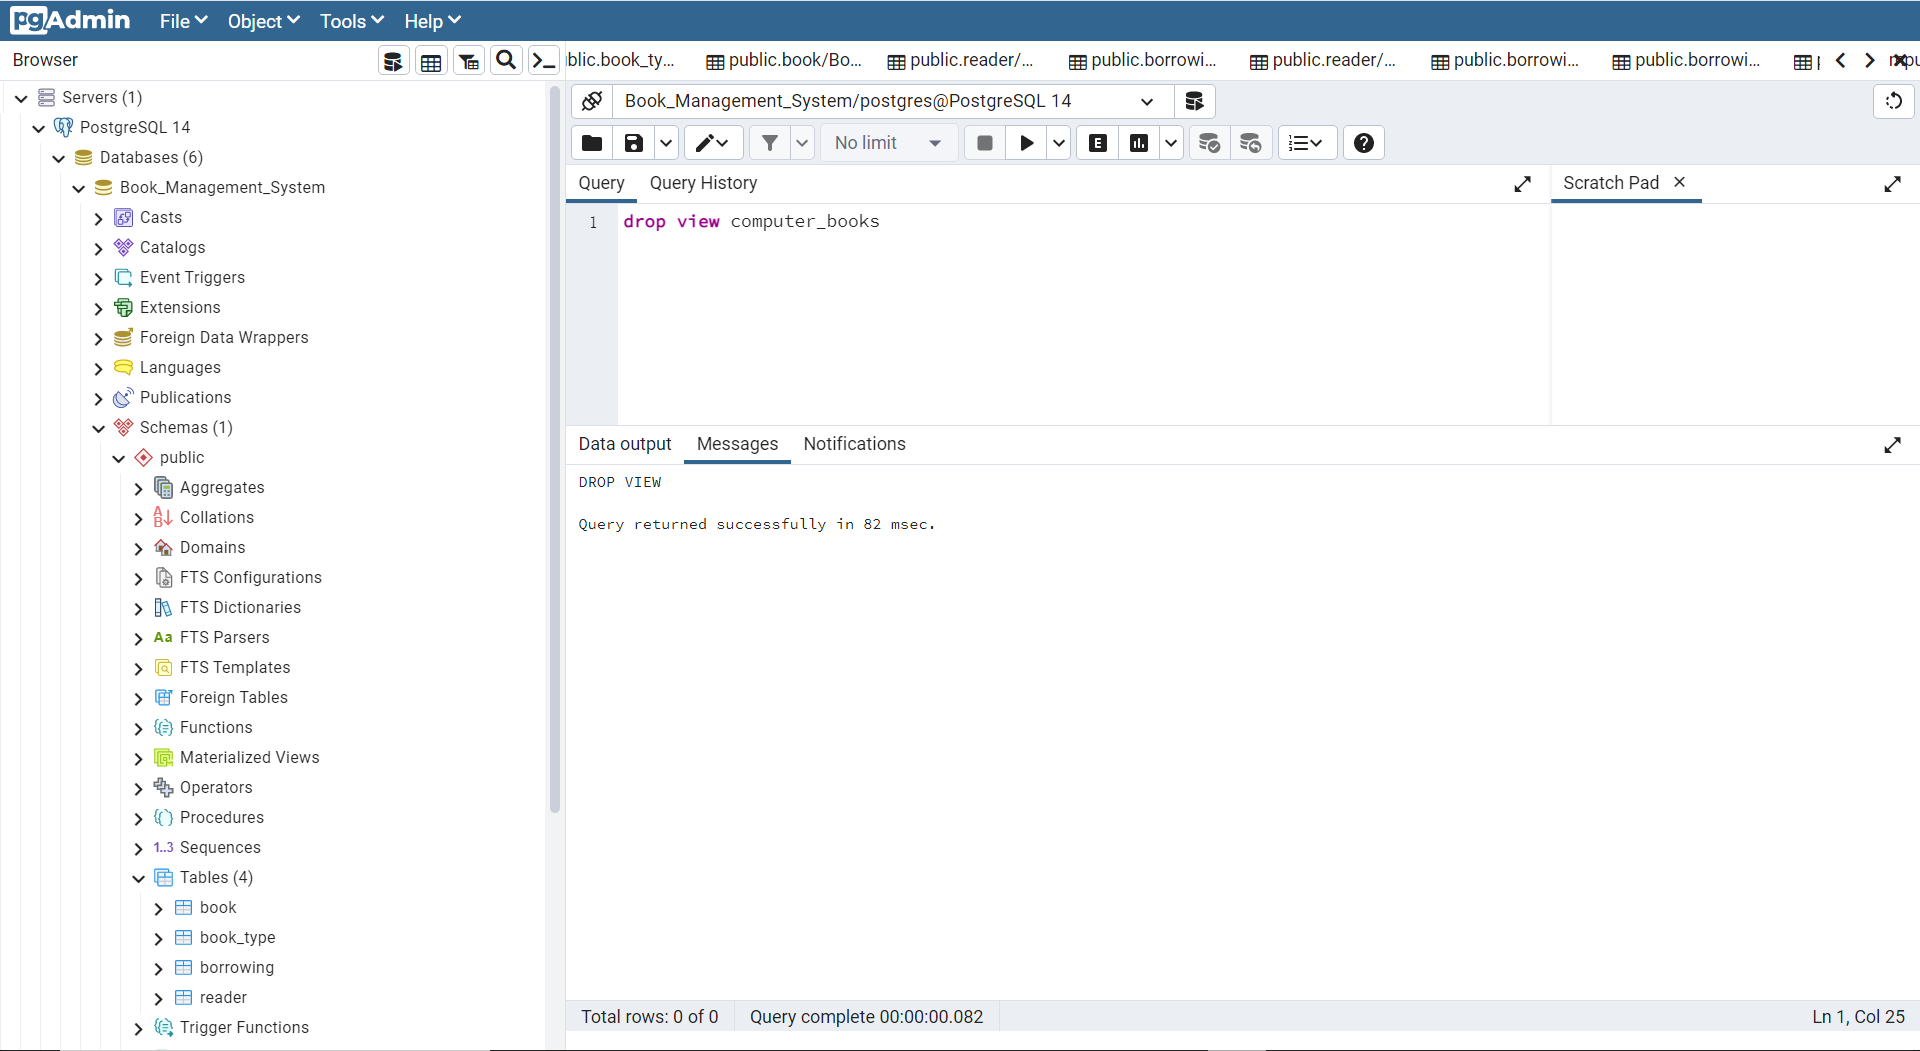 pgAdmin File Object Tools Help
Browser
blic.book_ty... public.book/Bo... public.reader/... public.borrowi... public.reader/... public.borrowi... public.borrowi...
Servers (1)
PostgreSQL 14
Databases (6)
Book_Management_System
Casts
Catalogs
Event Triggers
Extensions
Foreign Data Wrappers
Languages
Publications
Schemas (1)
public
Aggregates
Collations
Domains
FTS Configurations
FTS Dictionaries
Aa FTS Parsers
FTS Templates
Foreign Tables
Functions
Materialized Views
Operators
Procedures
1..3 Sequences
Tables (4)
book
book_type
borrowing
reader
Trigger Functions
Book_Management_System/postgres@PostgreSQL 14
No limit
E
Query Query History
Scratch Pad
1 drop view computer_books
Data output Messages Notifications
DROP VIEW
Query returned successfully in 82 msec.
Total rows: 0 of 0 Query complete 00:00:00.082 Ln 1, Col 25